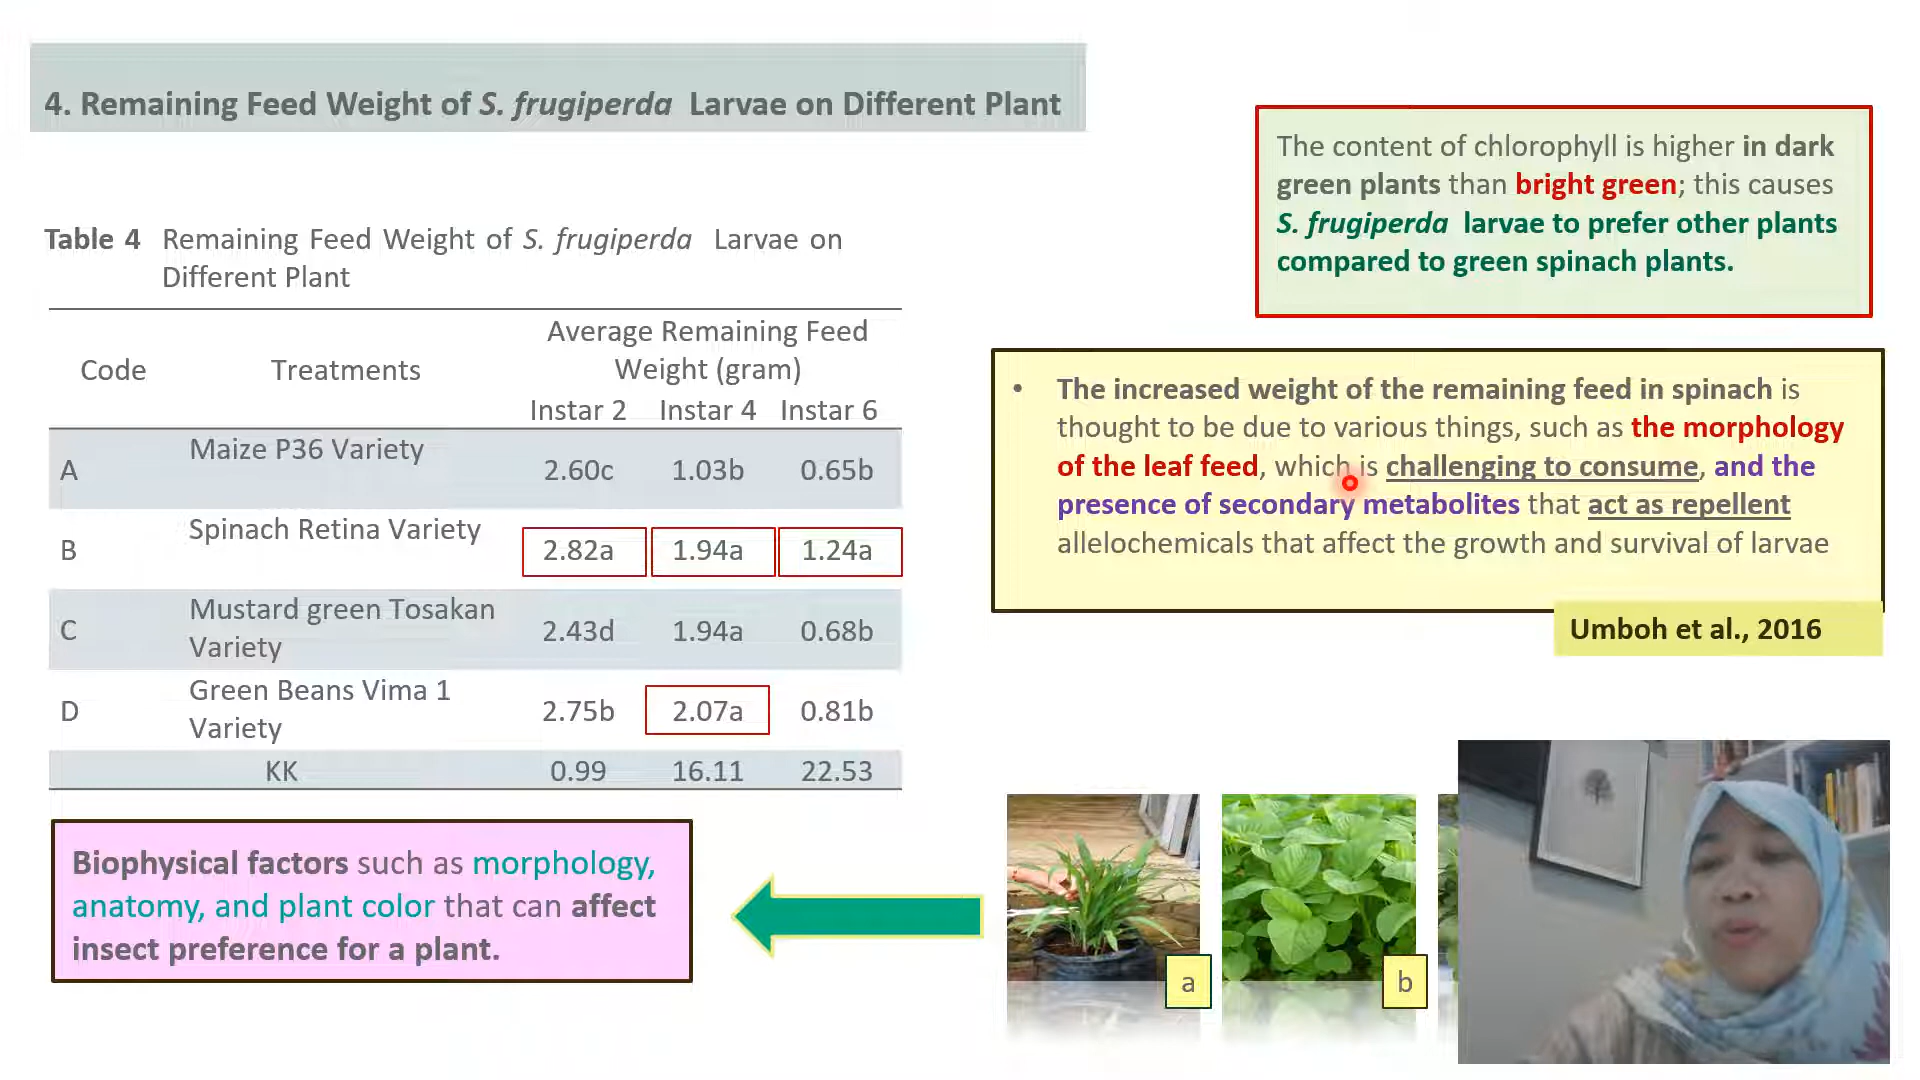 4. Remaining Feed Weight of S. frugiperda Larvae on Different Plant
Table 4 Remaining Feed Weight of S. frugiperda Larvae on
Different Plant
Code Treatments Average Remaining Feed
Weight (gram)
Instar 2 Instar 4 Instar 6
A Maize P36 Variety 2.60c 1.03b 0.65b
B Spinach Retina Variety 2.82a 1.94a 1.24a
C Mustard green Tosakan
Variety 2.43d 1.94a 0.68b
D Green Beans Vima 1
Variety 2.75b 2.07a 0.81b
KK 0.99 16.11 22.53
Biophysical factors such as morphology,
anatomy, and plant color that can affect
insect preference for a plant.
The content of chlorophyll is higher in dark
green plants than bright green; this causes
S. frugiperda larvae to prefer other plants
compared to green spinach plants.
• The increased weight of the remaining feed in spinach is
thought to be due to various things, such as the morphology
of the leaf feed, which is challenging to consume, and the
presence of secondary metabolites that act as repellent
allelochemicals that affect the growth and survival of larvae
Umboh et al., 2016
a
b